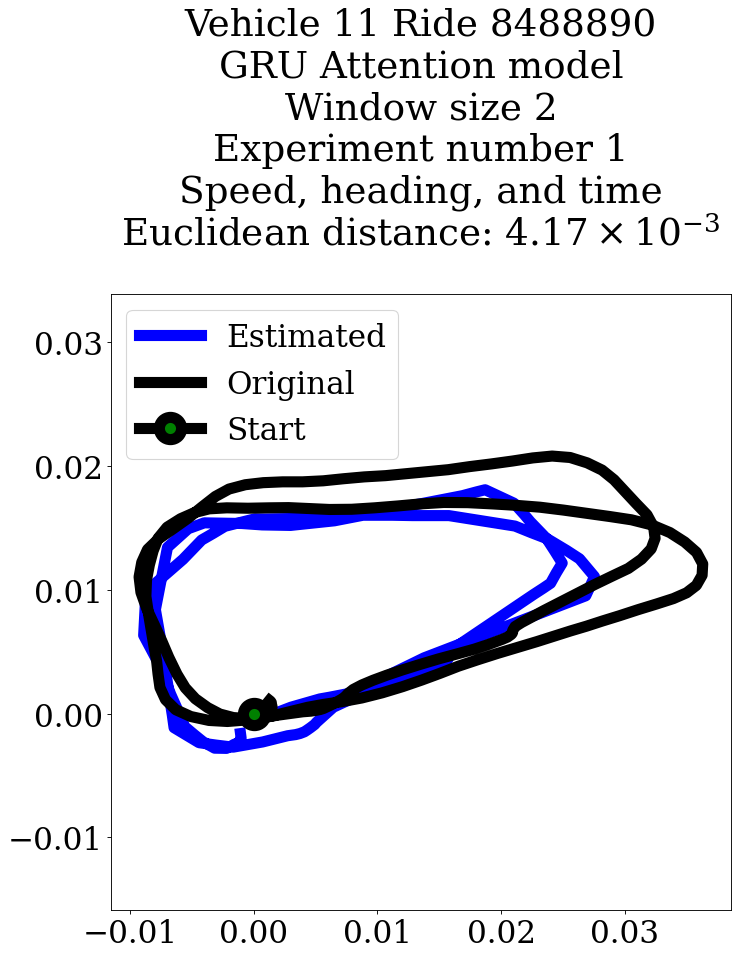 Vehicle 11 Ride 8488890
GRU Attention model
Window size 2
Experiment number 1
Speed, heading, and time
Euclidean distance: 4.17 × 10⁻³
Estimated
Original
Start
0.03
0.02
0.01
0.00
−0.01
−0.01 0.00 0.01 0.02 0.03